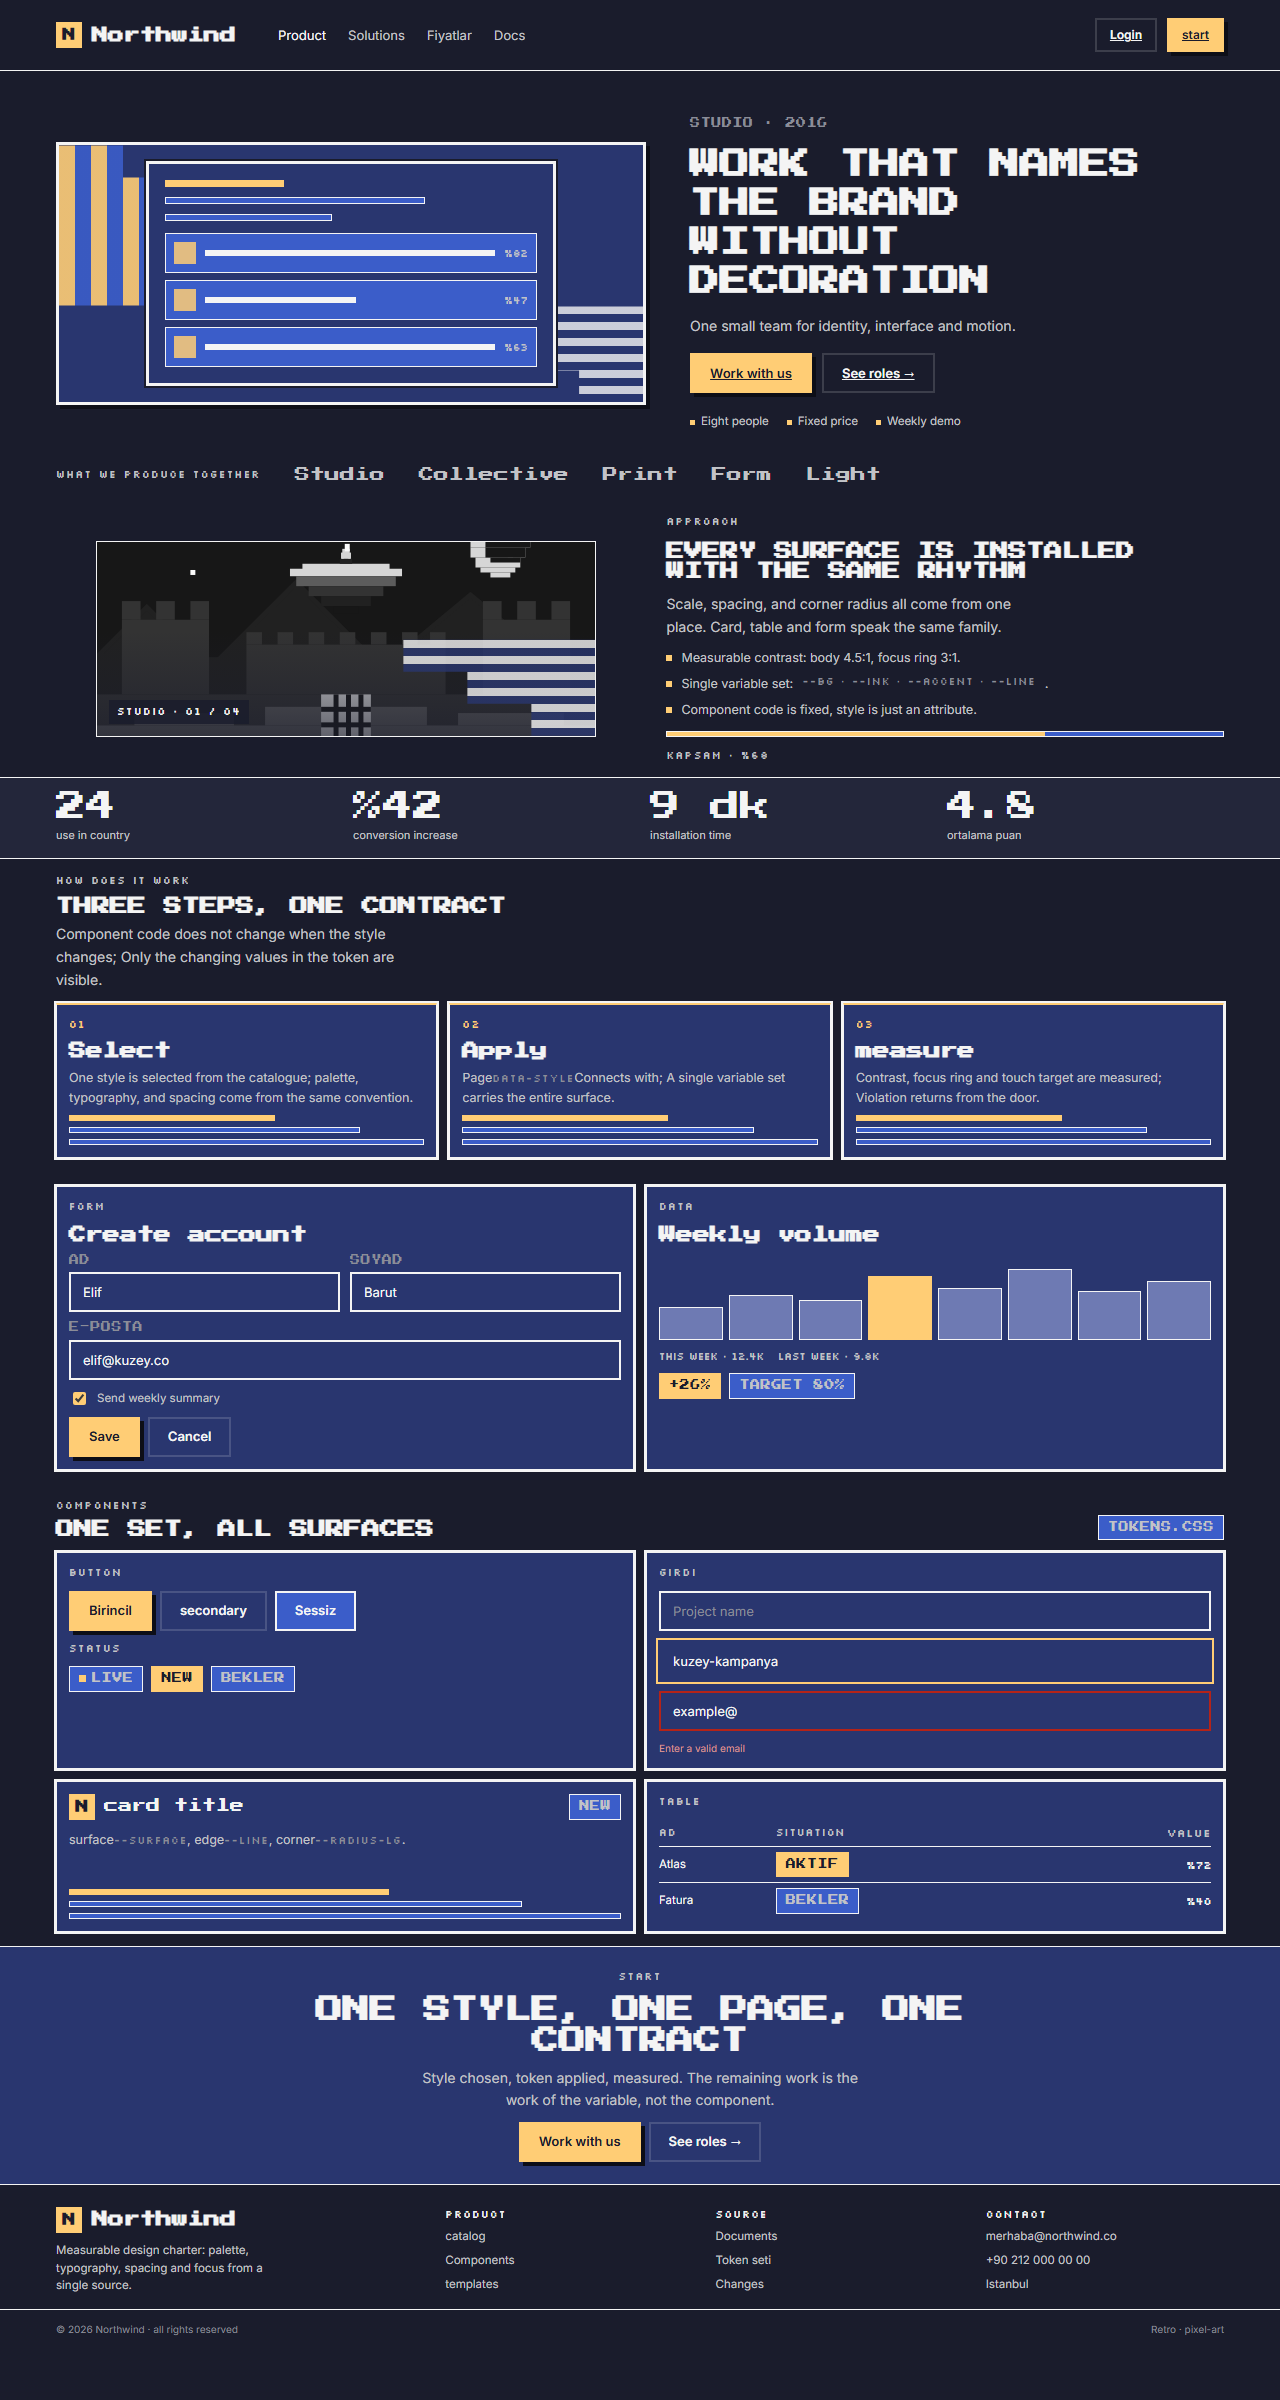 N Northwind Product Solutions Fiyatlar Docs Login start
STUDIO · 2016
WORK THAT NAMES
THE BRAND
WITHOUT
DECORATION
One small team for identity, interface and motion.
Work with us See roles →
Eight people Fixed price Weekly demo
%82
%47
%63
WHAT WE PRODUCE TOGETHER Studio Collective Print Form Light
STUDIO · 01 / 04
APPROACH
EVERY SURFACE IS INSTALLED
WITH THE SAME RHYTHM
Scale, spacing, and corner radius all come from one
place. Card, table and form speak the same family.
Measurable contrast: body 4.5:1, focus ring 3:1.
Single variable set: --BG · --INK · --ACCENT · --LINE .
Component code is fixed, style is just an attribute.
KAPSAM · %68
24 %42 9 dk 4.8
use in country conversion increase installation time ortalama puan
HOW DOES IT WORK
THREE STEPS, ONE CONTRACT
Component code does not change when the style
changes; Only the changing values in the token are
visible.
01
Select
One style is selected from the catalogue; palette,
typography, and spacing come from the same convention.
02
Apply
PageDATA-STYLEConnects with; A single variable set
carries the entire surface.
03
measure
Contrast, focus ring and touch target are measured;
Violation returns from the door.
FORM
Create account
AD SOYAD
Elif Barut
E-POSTA
elif@kuzey.co
Send weekly summary
Save Cancel
DATA
Weekly volume
THIS WEEK · 12.4K LAST WEEK · 9.8K
+26% TARGET 80%
COMPONENTS
ONE SET, ALL SURFACES
TOKENS.CSS
BUTTON
Birincil secondary Sessiz
STATUS
LIVE NEW BEKLER
GIRDI
Project name
kuzey-kampanya
example@
Enter a valid email
N card title NEW
surface--SURFACE, edge--LINE, corner--RADIUS-LG.
TABLE
AD SITUATION VALUE
Atlas AKTIF %72
Fatura BEKLER %40
START
ONE STYLE, ONE PAGE, ONE
CONTRACT
Style chosen, token applied, measured. The remaining work is the
work of the variable, not the component.
Work with us See roles →
N Northwind
Measurable design charter: palette,
typography, spacing and focus from a
single source.
PRODUCT
catalog
Components
templates
SOURCE
Documents
Token seti
Changes
CONTACT
merhaba@northwind.co
+90 212 000 00 00
Istanbul
© 2026 Northwind · all rights reserved Retro · pixel-art